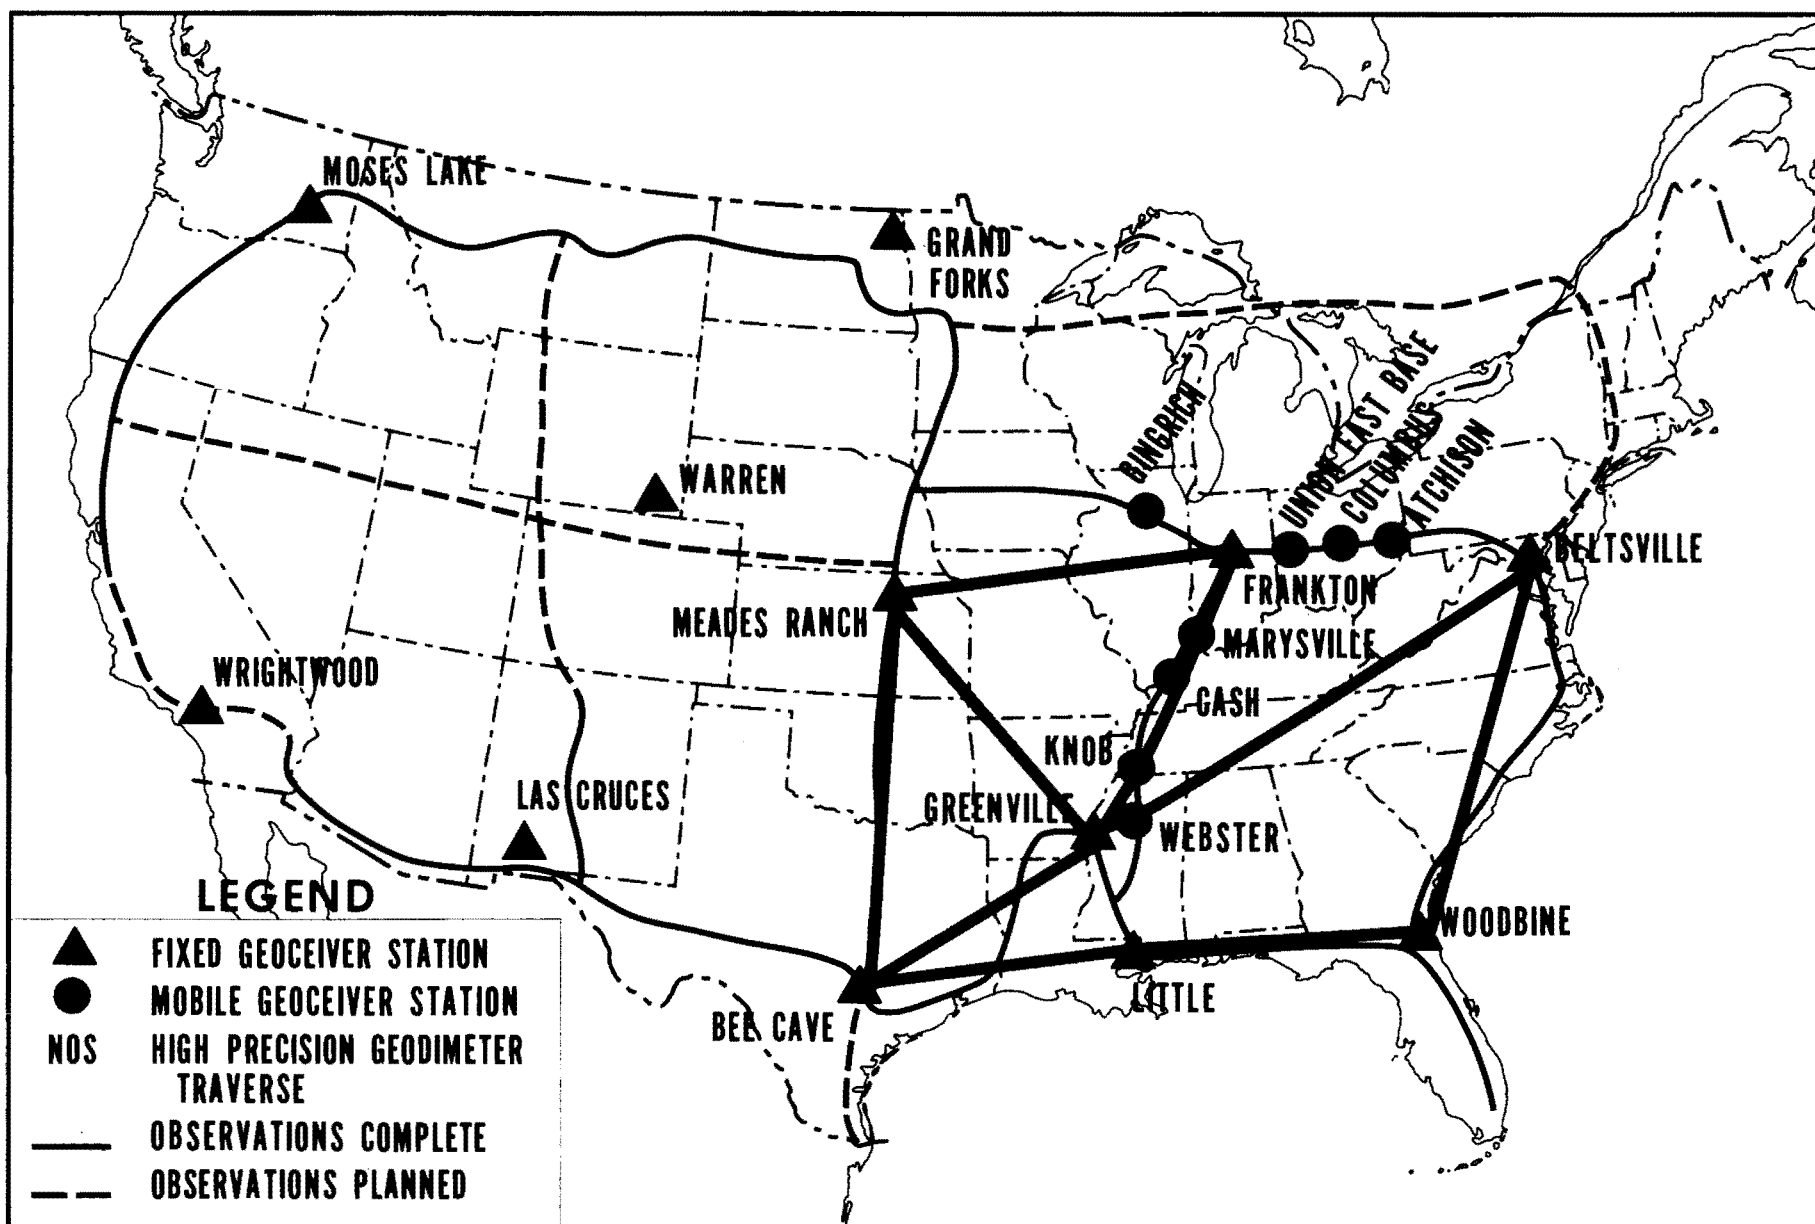 MOSES LAKE
GRAND
FORKS
UNION EAST BASE
BINGRICH
COLUMBUS
ATCHISON
WARREN
BELTSVILLE
FRANKTON
MEADES RANCH
MARYSVILLE
WRIGHTWOOD
CASH
KNOB
LAS CRUCES
GREENVILLE
WEBSTER
WOODBINE
LITTLE
BEE CAVE
LEGEND
FIXED GEOCEIVER STATION
MOBILE GEOCEIVER STATION
NOS HIGH PRECISION GEODIMETER
TRAVERSE
OBSERVATIONS COMPLETE
OBSERVATIONS PLANNED